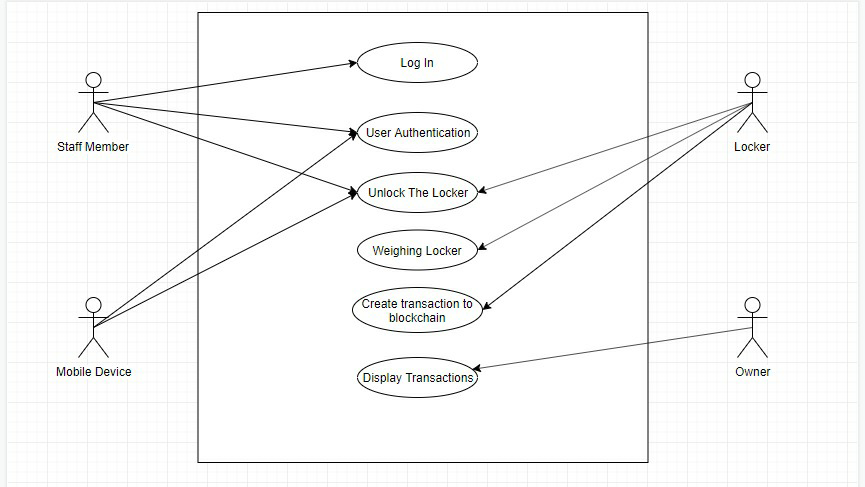 Log In
Staff Member
User Authentication
Locker
Unlock The Locker
Weighing Locker
Create transaction to
blockchain
Mobile Device
Display Transactions
Owner